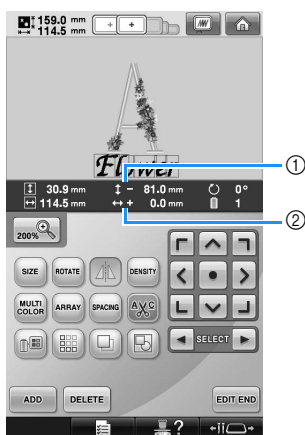 159.0 mm
114.5 mm
Flower
①
30.9 mm - 81.0 mm 0°
114.5 mm + 0.0 mm 1
②
200%
SIZE ROTATE DENSITY
MULTI COLOR ARRAY SPACING A C
SELECT
ADD DELETE EDIT END
?